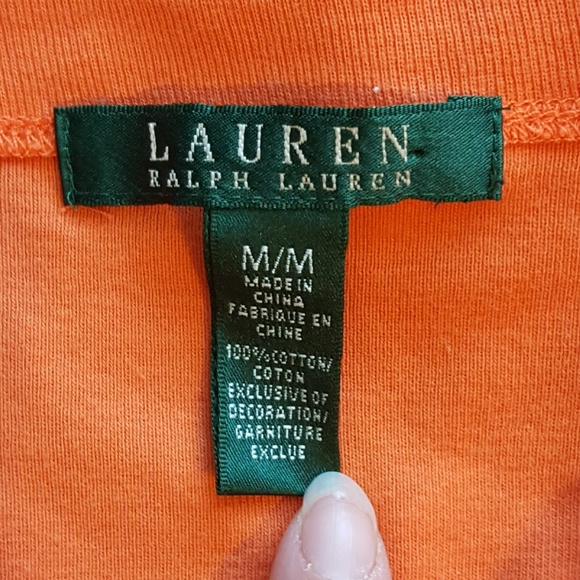 LAUREN
RALPH LAUREN
M/M
MADE IN
CHINA
FABRIQUE EN
CHINE
100% COTTON/
COTON
EXCLUSIVE OF
DECORATION/
GARNITURE
EXCLUE